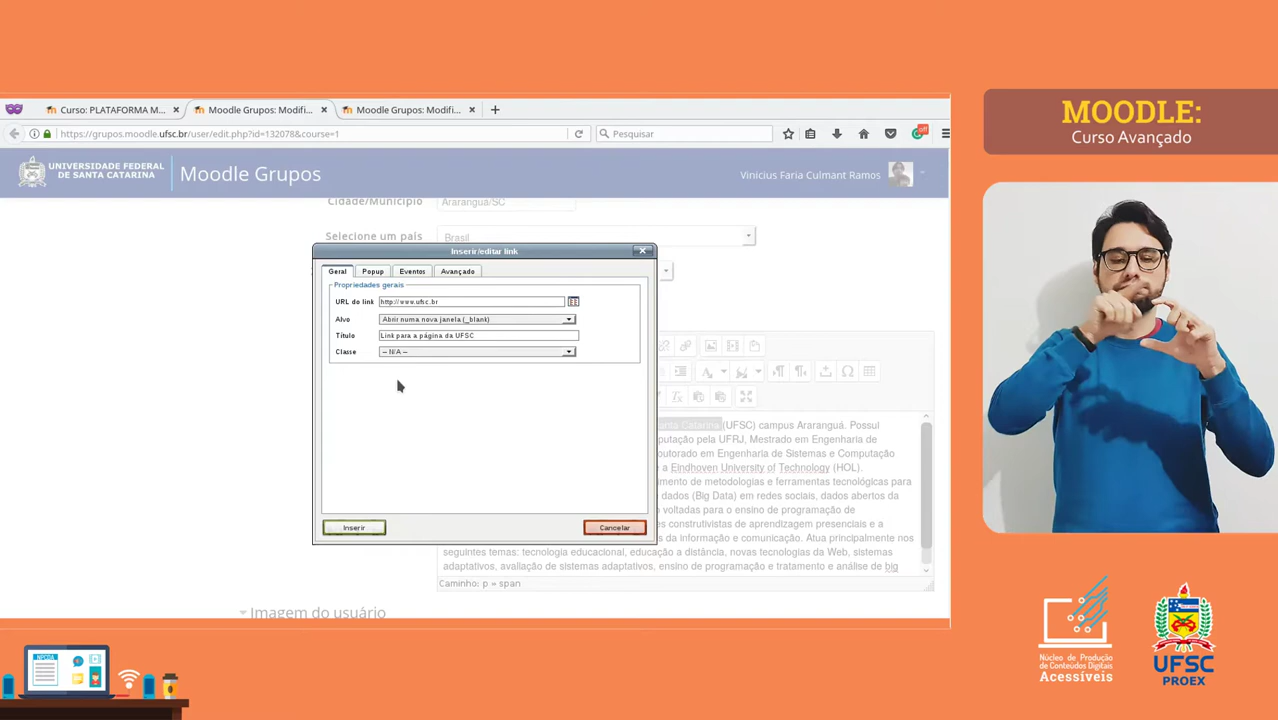 Curso: PLATAFORMA M...
Moodle Grupos: Modifi...
Moodle Grupos: Modifi...
https://grupos.moodle.ufsc.br/user/edit.php?id=132078&course=1
Pesquisar
off
UNIVERSIDADE FEDERAL
DE SANTA CATARINA
Moodle Grupos
Vinicius Faria Culmant Ramos
Cidade/Município
Araranguá/SC
Selecione um país
Brasil
Inserir/editar link
Geral
Popup
Eventos
Avançado
Propriedades gerais
URL do link
http://www.ufsc.br
Alvo
Abrir numa nova janela (_blank)
Título
Link para a página da UFSC
Classe
-- N/A --
Inserir
Cancelar
anta Catarina (UFSC) campus Araranguá. Possul
putação pela UFRJ, Mestrado em Engenharia de
outorado em Engenharia de Sistemas e Computação
e a Eindhoven University of Technology (HOL).
imento de metodologias e ferramentas tecnológicas para
dados (Big Data) em redes sociais, dados abertos da
voltadas para o ensino de programação de
es construtivistas de aprendizagem presenciais e a
s da informação e comunicação. Atua principalmente nos
seguintes temas: tecnologia educacional, educação a distância, novas tecnologias da Web, sistemas
adaptativos, avaliação de sistemas adaptativos, ensino de programação e tratamento e análise de big
Caminho: p » span
Imagem do usuário
MOODLE:
Curso Avançado
Núcleo de Produção
de Conteúdos Digitais
Acessíveis
UFSC
PROEX
NPCDA